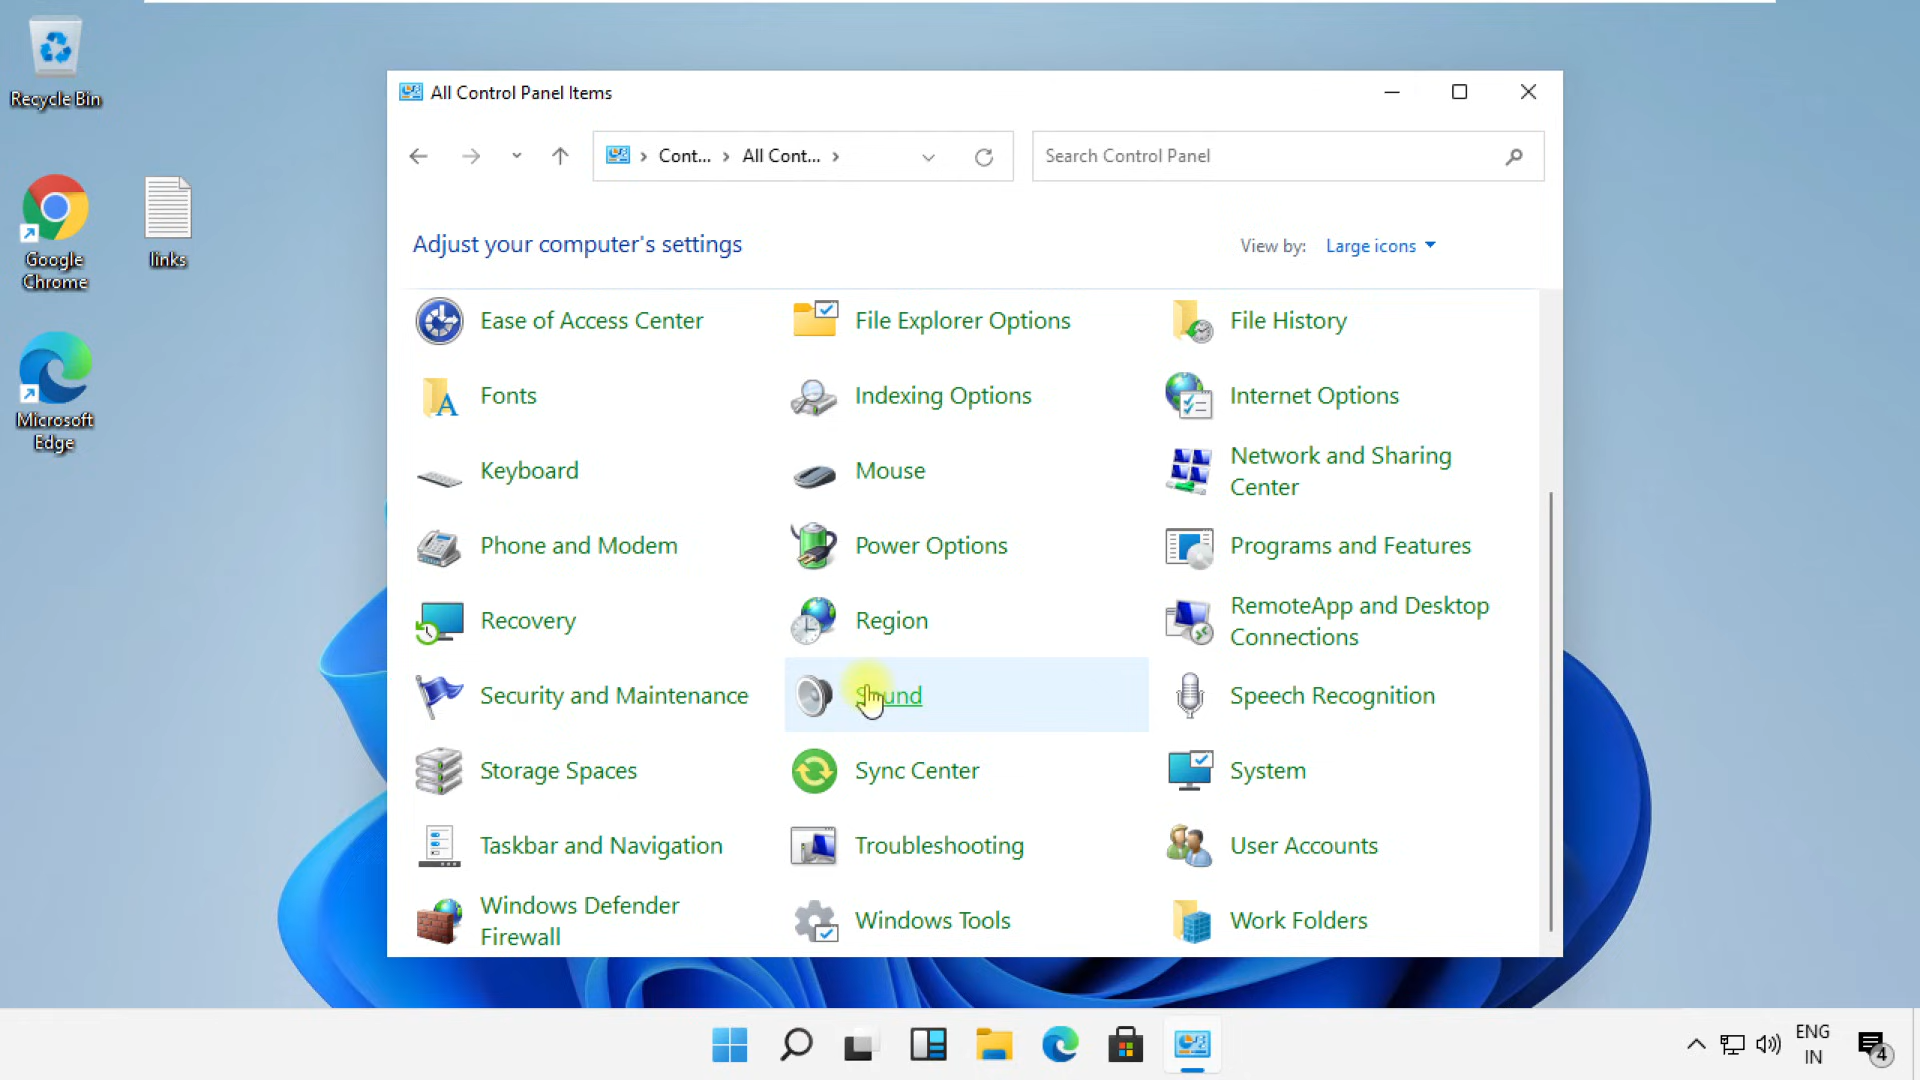 Recycle Bin
Google
Chrome
links
Microsoft
Edge
All Control Panel Items
Cont...
All Cont...
Search Control Panel
Adjust your computer's settings
View by:
Large icons
Ease of Access Center
File Explorer Options
File History
Fonts
Indexing Options
Internet Options
Keyboard
Mouse
Network and Sharing
Center
Phone and Modem
Power Options
Programs and Features
Recovery
Region
RemoteApp and Desktop
Connections
Security and Maintenance
Sound
Speech Recognition
Storage Spaces
Sync Center
System
Taskbar and Navigation
Troubleshooting
User Accounts
Windows Defender
Firewall
Windows Tools
Work Folders
ENG
IN
4